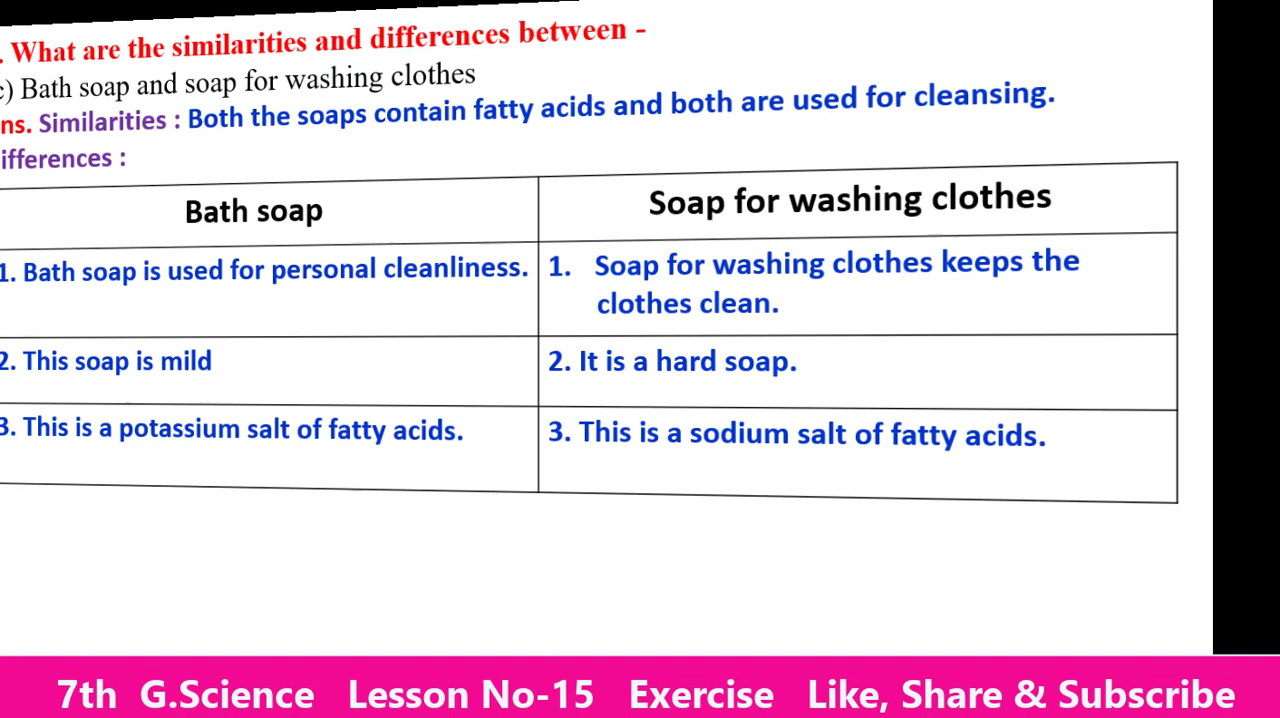 . What are the similarities and differences between -
c) Bath soap and soap for washing clothes
ns. Similarities : Both the soaps contain fatty acids and both are used for cleansing.
ifferences :
Bath soap
Soap for washing clothes
1. Bath soap is used for personal cleanliness.
1. Soap for washing clothes keeps the
clothes clean.
2. This soap is mild
2. It is a hard soap.
3. This is a potassium salt of fatty acids.
3. This is a sodium salt of fatty acids.
7th G.Science Lesson No-15 Exercise Like, Share & Subscribe